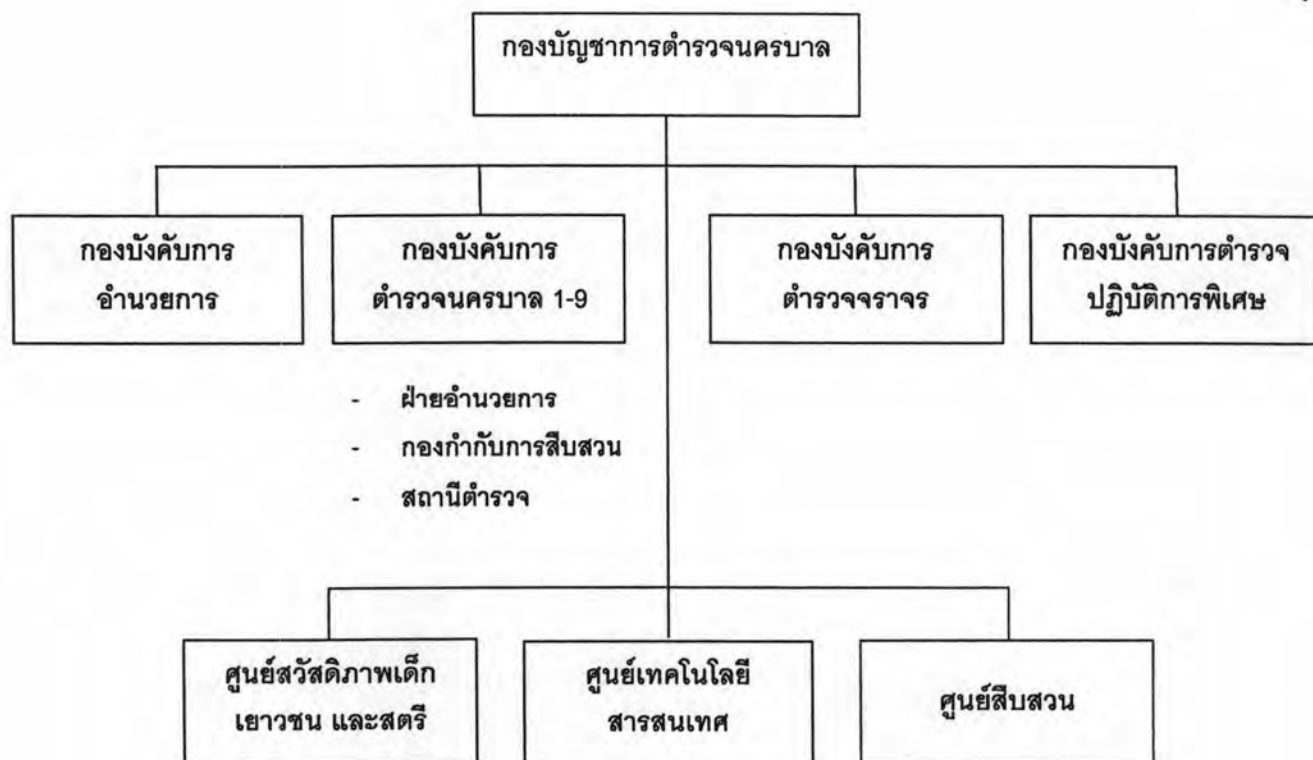 กองบัญชาการตำรวจนครบาล
กองบังคับการ
อำนวยการ
กองบังคับการ
ตำรวจนครบาล 1-9
กองบังคับการ
ตำรวจจราจร
กองบังคับการตำรวจ
ปฏิบัติการพิเศษ
- ฝ่ายอำนวยการ
- กองกำกับการสืบสวน
- สถานีตำรวจ
ศูนย์สวัสดิภาพเด็ก
เยาวชน และสตรี
ศูนย์เทคโนโลยี
สารสนเทศ
ศูนย์สืบสวน